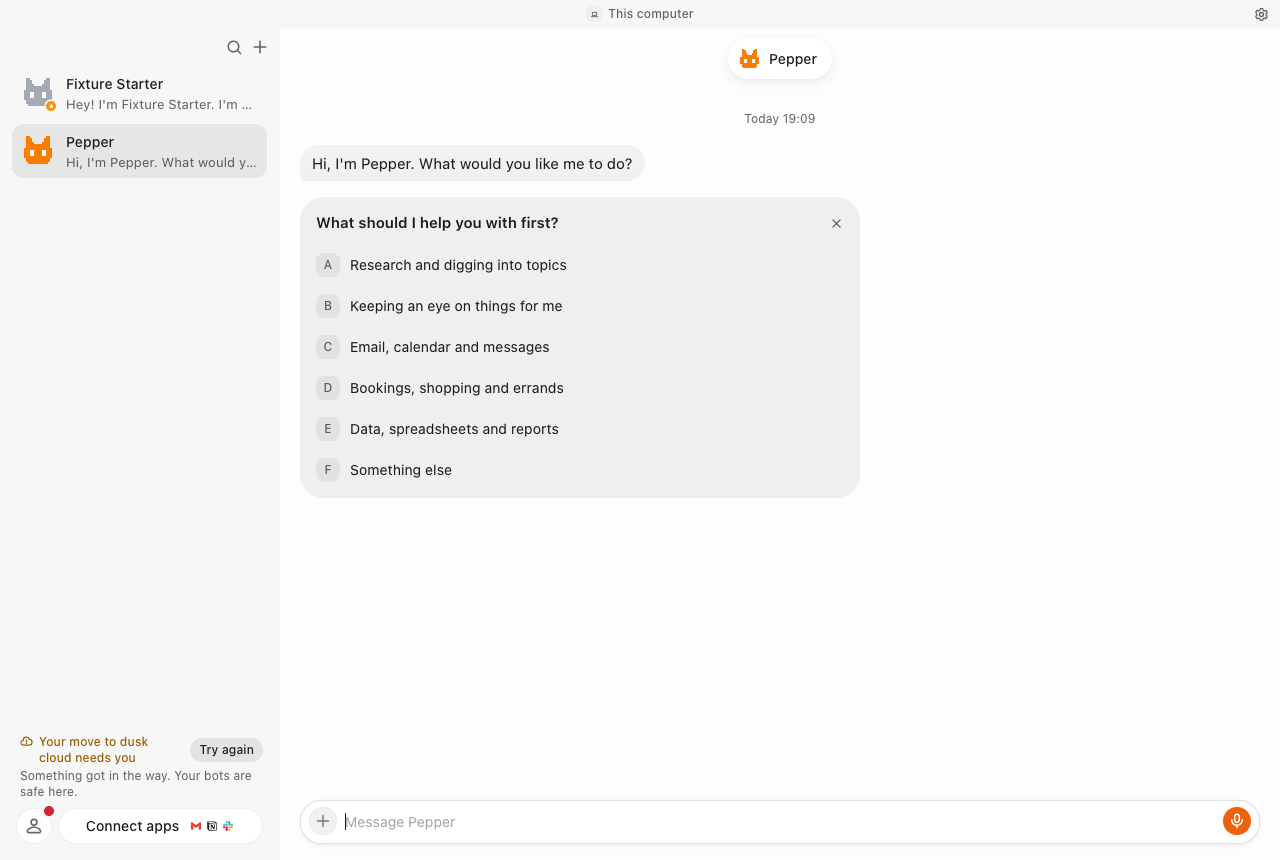 This computer
Fixture Starter
Hey! I'm Fixture Starter. I'm ...
Pepper
Hi, I'm Pepper. What would y...
Pepper
Today 19:09
Hi, I'm Pepper. What would you like me to do?
What should I help you with first?
A Research and digging into topics
B Keeping an eye on things for me
C Email, calendar and messages
D Bookings, shopping and errands
E Data, spreadsheets and reports
F Something else
Your move to dusk
cloud needs you
Try again
Something got in the way. Your bots are
safe here.
Connect apps
Message Pepper